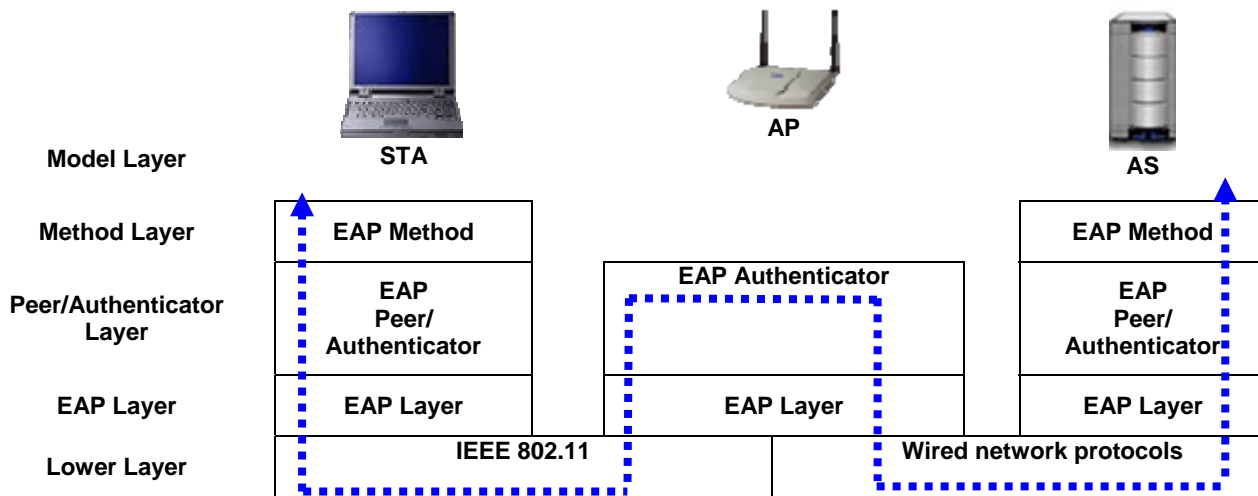 AP
STA
AS
Model Layer
Method Layer
EAP Method
EAP Method
Peer/Authenticator
Layer
EAP
Peer/
Authenticator
EAP Authenticator
EAP
Peer/
Authenticator
EAP Layer
EAP Layer
EAP Layer
EAP Layer
Lower Layer
IEEE 802.11
Wired network protocols